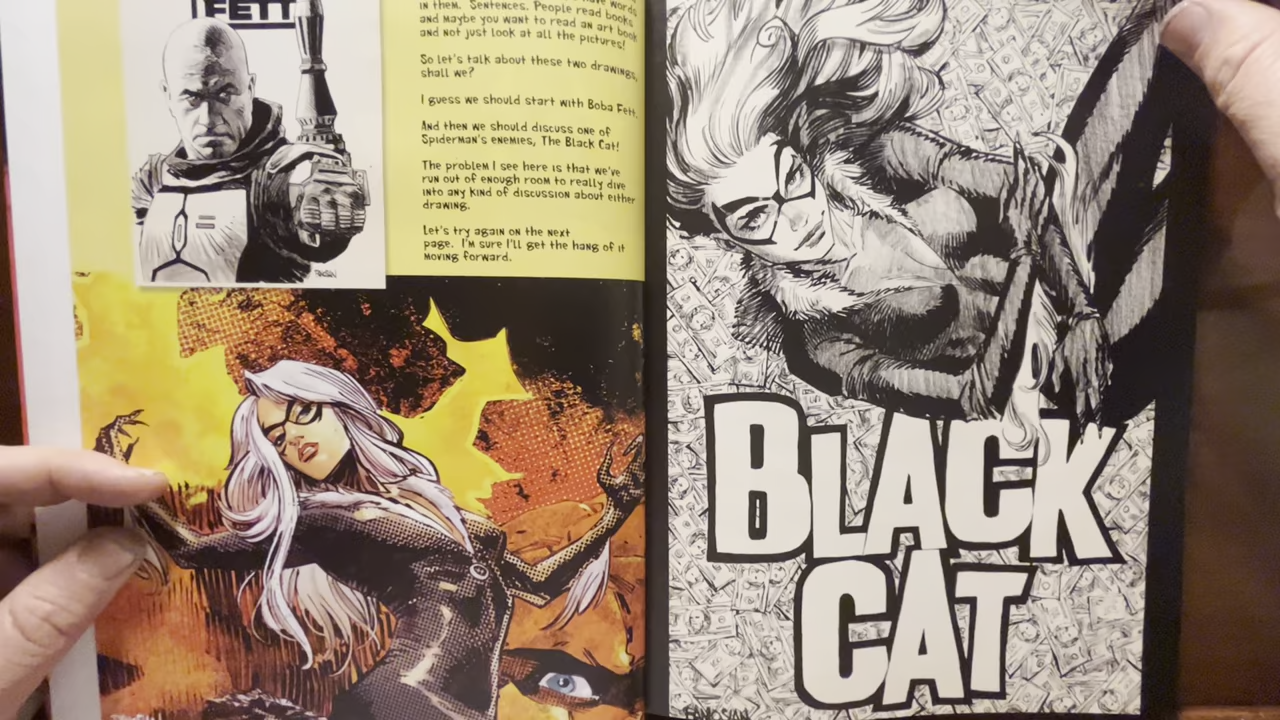 FETT
have words
in them. Sentences. People read books
and maybe you want to read an art book
and not just look at all the pictures!
So let's talk about these two drawings,
shall we?
I guess we should start with Boba Fett.
And then we should discuss one of
Spiderman's enemies, The Black Cat!
The problem I see here is that we've
run out of enough room to really dive
into any kind of discussion about either
drawing.
Let's try again on the next
page. I'm sure I'll get the hang of it
moving forward.
BLACK
CAT
PANOSIAN